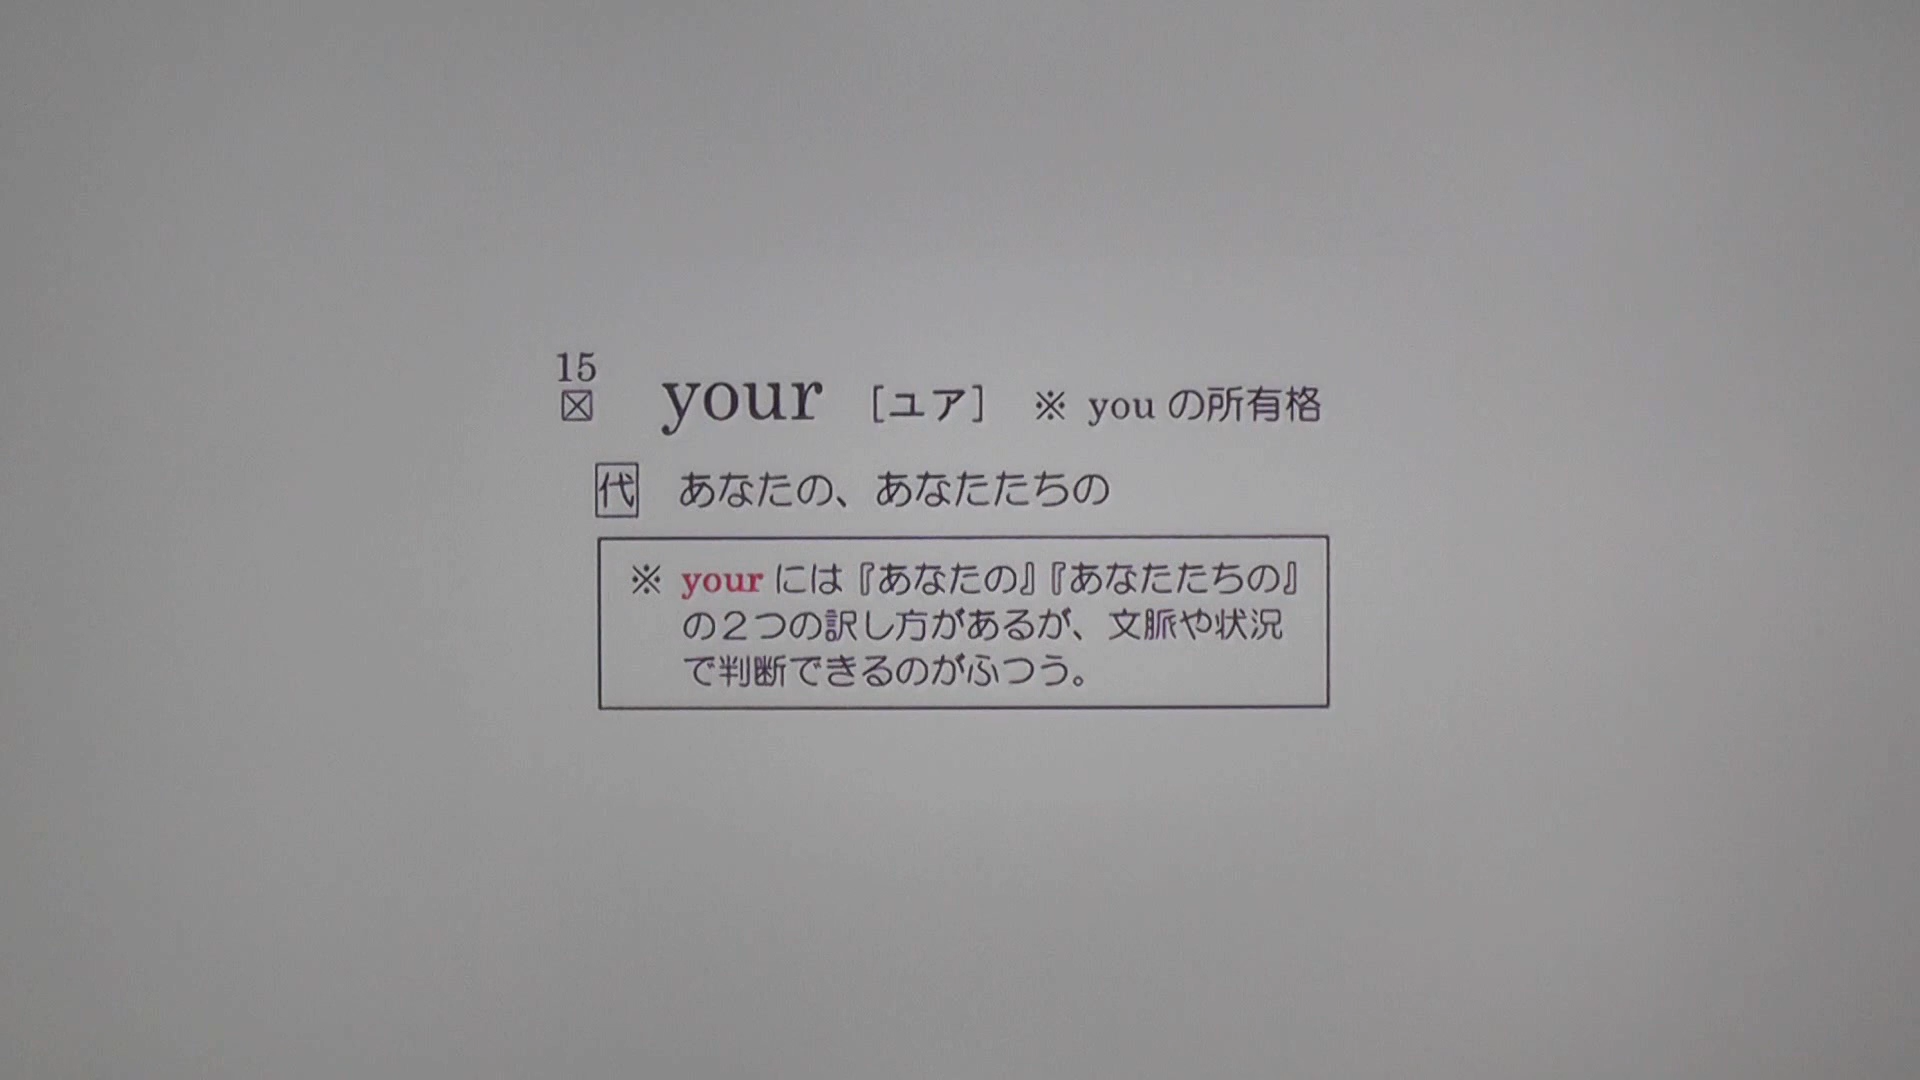 15
☒ your [ユア] ※ you の所有格
代 あなたの、あなたたちの
※ your には『あなたの』『あなたたちの』
の２つの訳し方があるが、文脈や状況
で判断できるのがふつう。